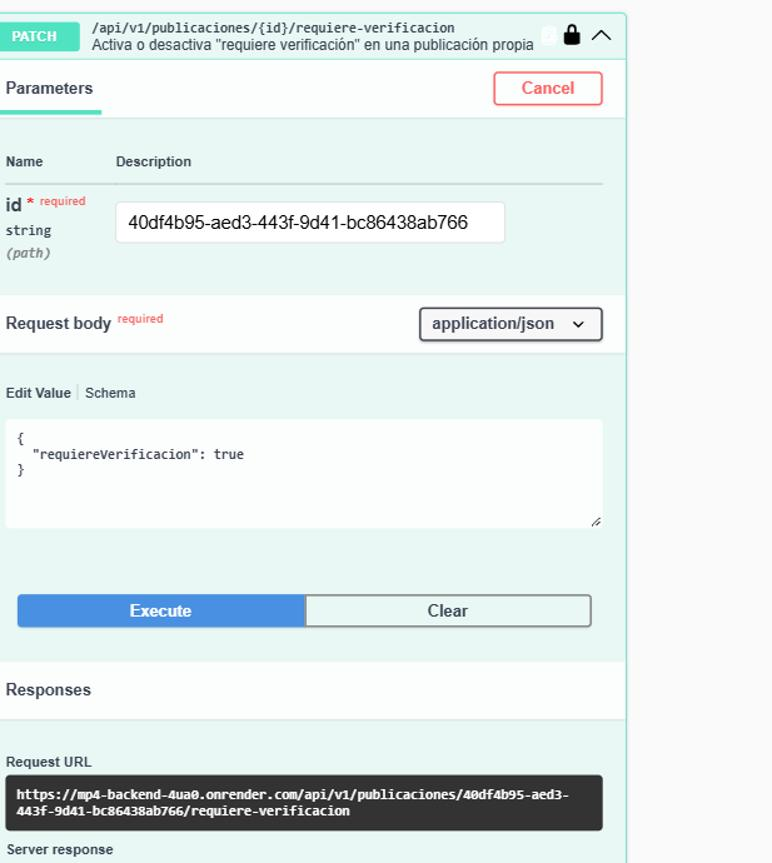 PATCH
/api/v1/publicaciones/{id}/requiere-verificacion
Activa o desactiva "requiere verificación" en una publicación propia
Parameters
Cancel
Name
Description
id * required
string
(path)
40df4b95-aed3-443f-9d41-bc86438ab766
Request body required
application/json
Edit Value
Schema
{
"requiereVerificacion": true
}
Execute
Clear
Responses
Request URL
https://mp4-backend-4ua0.onrender.com/api/v1/publicaciones/40df4b95-aed3-
443f-9d41-bc86438ab766/requiere-verificacion
Server response